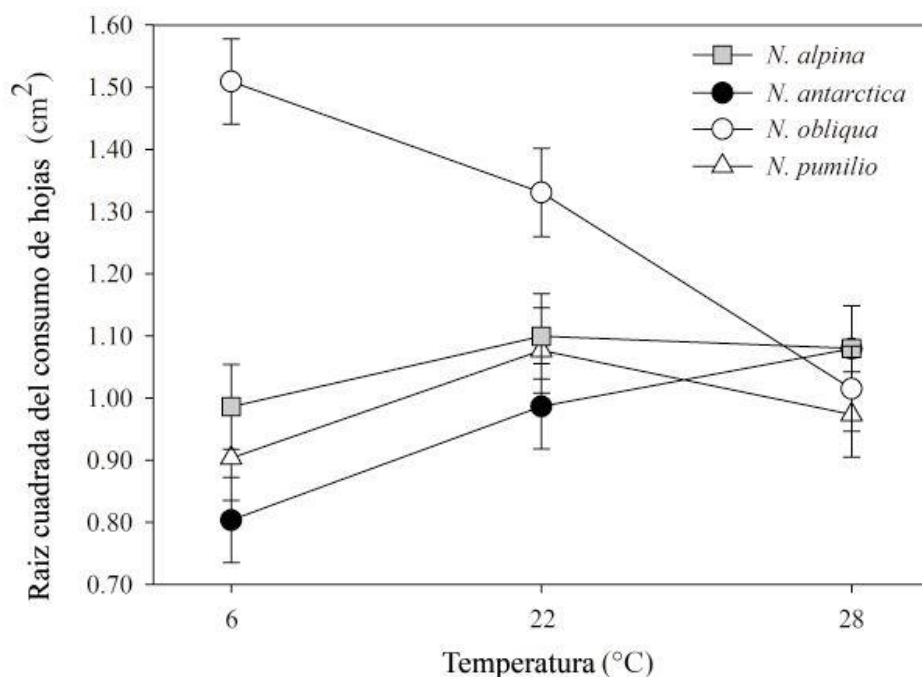 Raiz cuadrada del consumo de hojas (cm²)
1.60
1.50
1.40
1.30
1.20
1.10
1.00
0.90
0.80
0.70
N. alpina
N. antarctica
N. obliqua
N. pumilio
6 22 28
Temperatura (°C)